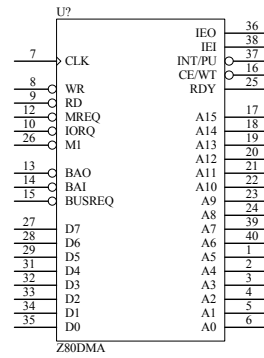 U?
7 CLK IEO 36
IEI 38
INT/PU 37
CE/WT 16
8 WR RDY 25
9 RD
12 MREQ A15 17
10 IORQ A14 18
26 M1 A13 19
A12 20
13 BAO A11 21
14 BAI A10 22
15 BUSREQ A9 23
A8 24
27 D7 A7 39
28 D6 A6 40
29 D5 A5 1
31 D4 A4 2
32 D3 A3 3
33 D2 A2 4
34 D1 A1 5
35 D0 A0 6
Z80DMA